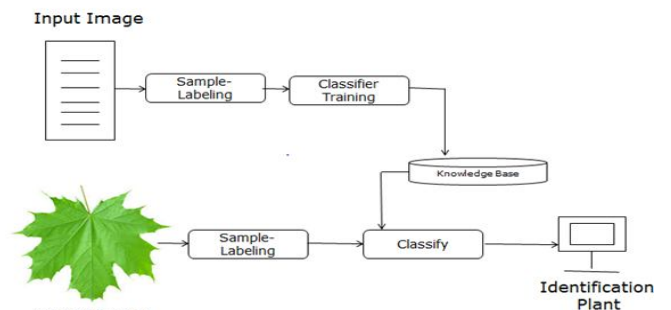 Input Image
Sample-
Labeling
Classifier
Training
Knowledge Base
Sample-
Labeling
Classify
Identification
Plant